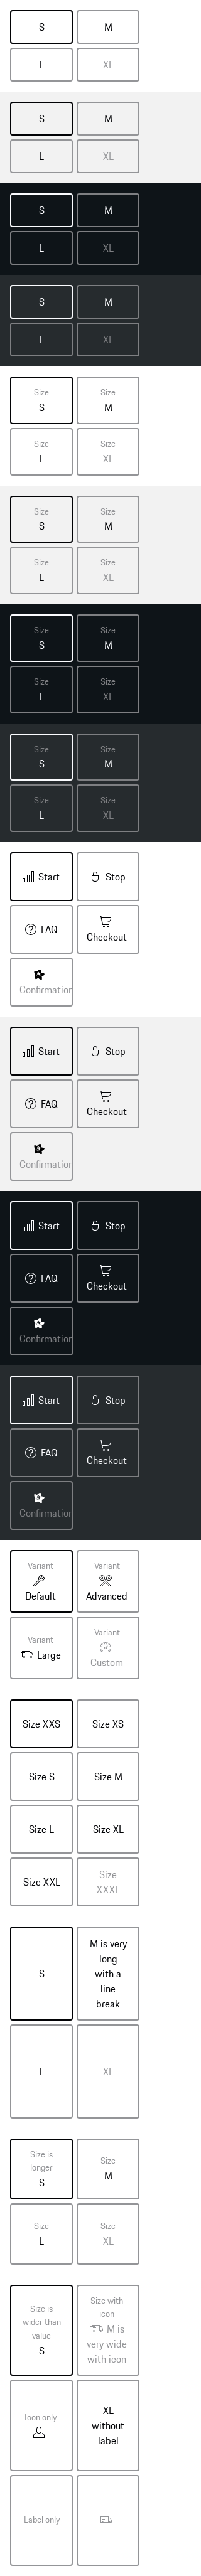 S
M
L
XL
S
M
L
XL
S
M
L
XL
S
M
L
XL
Size
S
Size
M
Size
L
Size
XL
Size
S
Size
M
Size
L
Size
XL
Size
S
Size
M
Size
L
Size
XL
Size
S
Size
M
Size
L
Size
XL
Start
Stop
FAQ
Checkout
Confirmation
Start
Stop
FAQ
Checkout
Confirmation
Start
Stop
FAQ
Checkout
Confirmation
Start
Stop
FAQ
Checkout
Confirmation
Variant
Default
Variant
Advanced
Variant
Large
Variant
Custom
Size XXS
Size XS
Size S
Size M
Size L
Size XL
Size XXL
Size
XXXL
S
M is very
long
with a
line
break
L
XL
Size is
longer
S
Size
M
Size
L
Size
XL
Size is
wider than
value
S
Size with
icon
M is
very wide
with icon
Icon only
XL
without
label
Label only